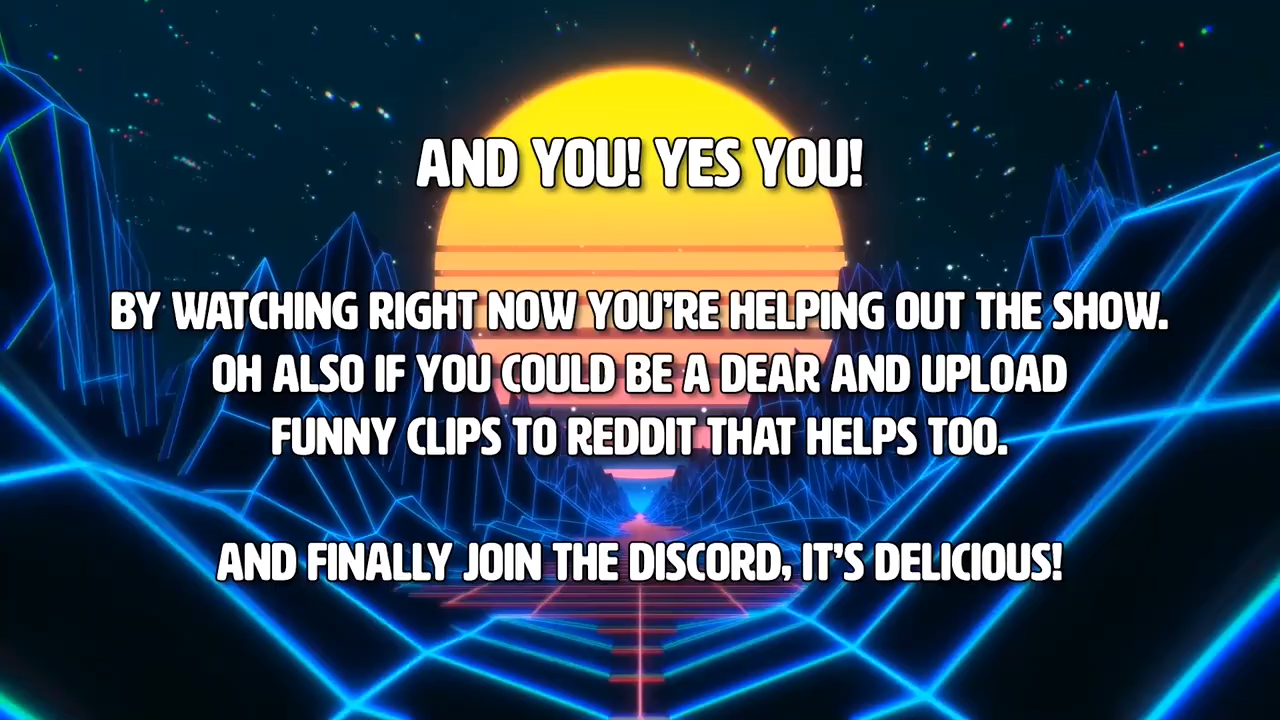 AND YOU! YES YOU!
BY WATCHING RIGHT NOW YOU'RE HELPING OUT THE SHOW.
OH ALSO IF YOU COULD BE A DEAR AND UPLOAD
FUNNY CLIPS TO REDDIT THAT HELPS TOO.
AND FINALLY JOIN THE DISCORD, IT'S DELICIOUS!